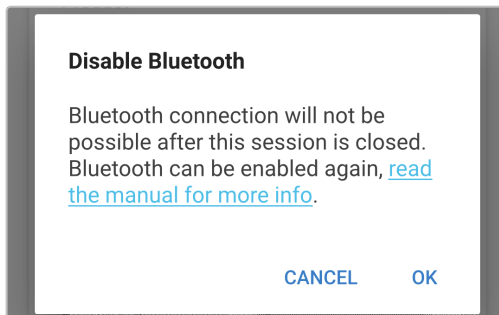 Disable Bluetooth
Bluetooth connection will not be
possible after this session is closed.
Bluetooth can be enabled again, read
the manual for more info.
CANCEL OK